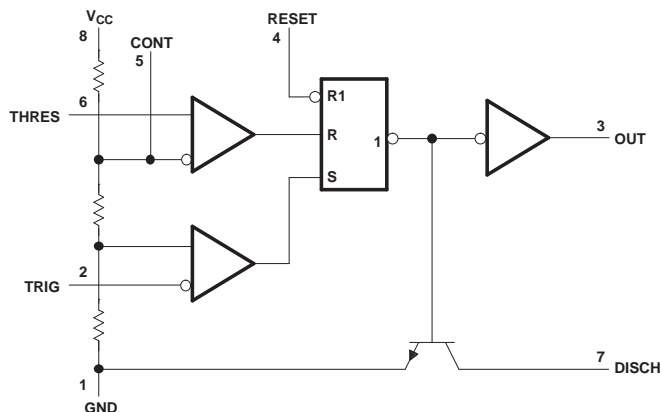 VCC
8
CONT
5
RESET
4
6
THRES
R1
R
1
S
3
OUT
2
TRIG
7
DISCH
1
GND